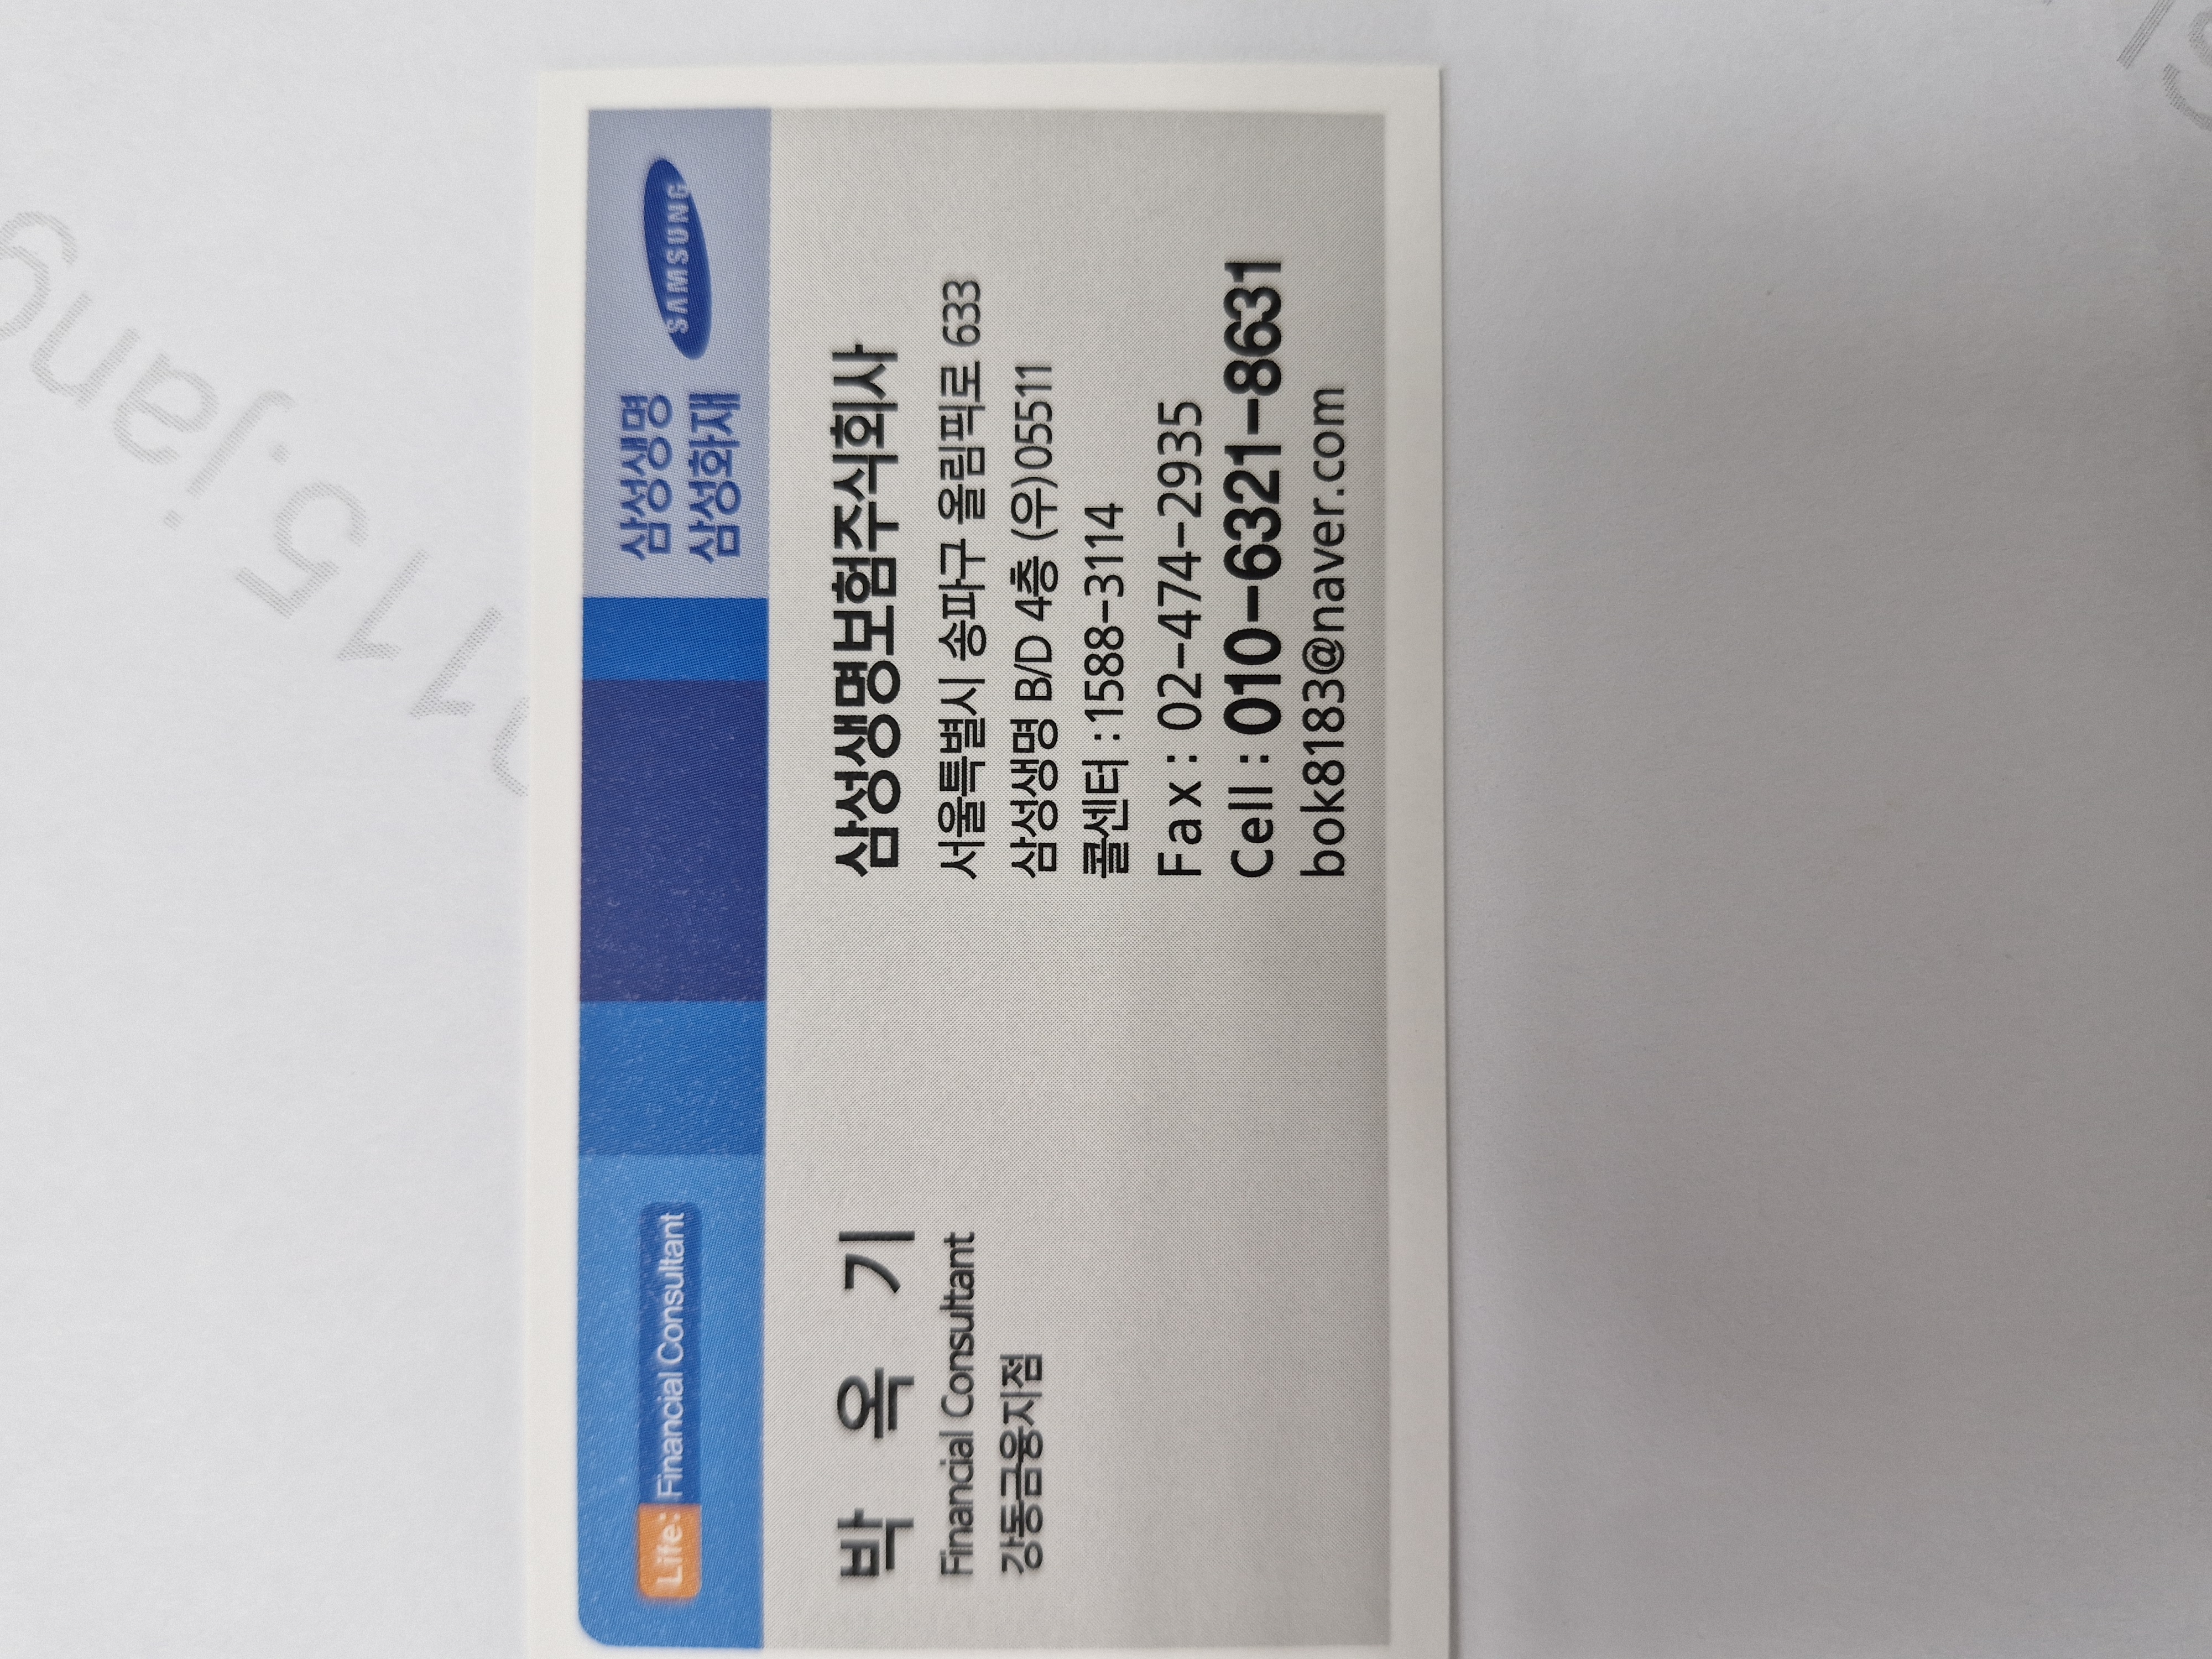 Life: Financial Consultant
삼성생명
삼성화재
SAMSUNG
박 옥 기
Financial Consultant
강동금융지점
삼성생명보험주식회사
서울특별시 송파구 올림픽로 633
삼성생명 B/D 4층 (우)05511
콜센터 : 1588-3114
Fax : 02-474-2935
Cell : 010-6321-8631
bok8183@naver.com